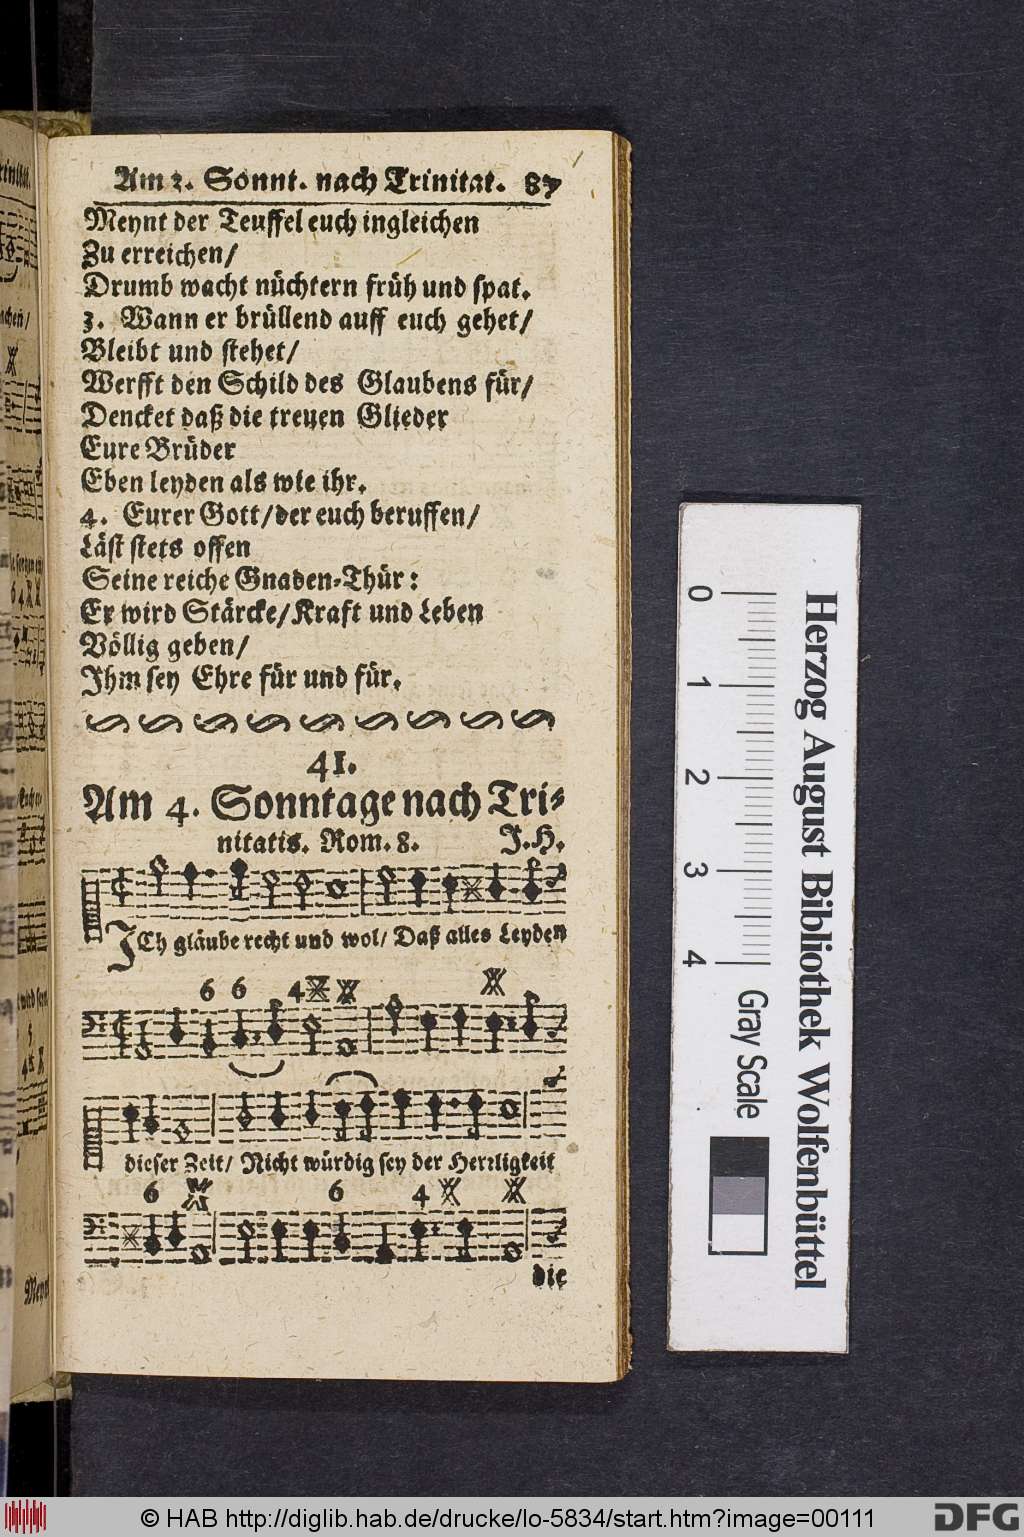 Am 3. Sonnt. nach Trinitat. 87
Meynt der Teuffel euch ingleichen
Zu erreichen/
Drumb wacht nüchtern früh und spat.
3. Wann er brüllend auff euch gehet/
Bleibt und stehet/
Werfft den Schild des Glaubens für/
Dencket daß die treuen Glieder
Eure Brüder
Eben leyden als wie ihr.
4. Eurer Gott/der euch beruffen/
Läst stets offen
Seine reiche Gnaden-Thür:
Er wird Stärcke/Kraft und Leben
Völlig geben/
Ihm sey Ehre für und für.
41.
Am 4. Sonntage nach Tri-
nitatis. Rom. 8. J.H.
ICh gläube recht und wol/ Daß alles Leyden
6 6 4
dieser Zeit/ Nicht würdig sey der Herrligkeit
6 6 4
die
Herzog August Bibliothek Wolfenbüttel
0 1 2 3 4
Gray Scale
© HAB http://diglib.hab.de/drucke/lo-5834/start.htm?image=00111
DFG